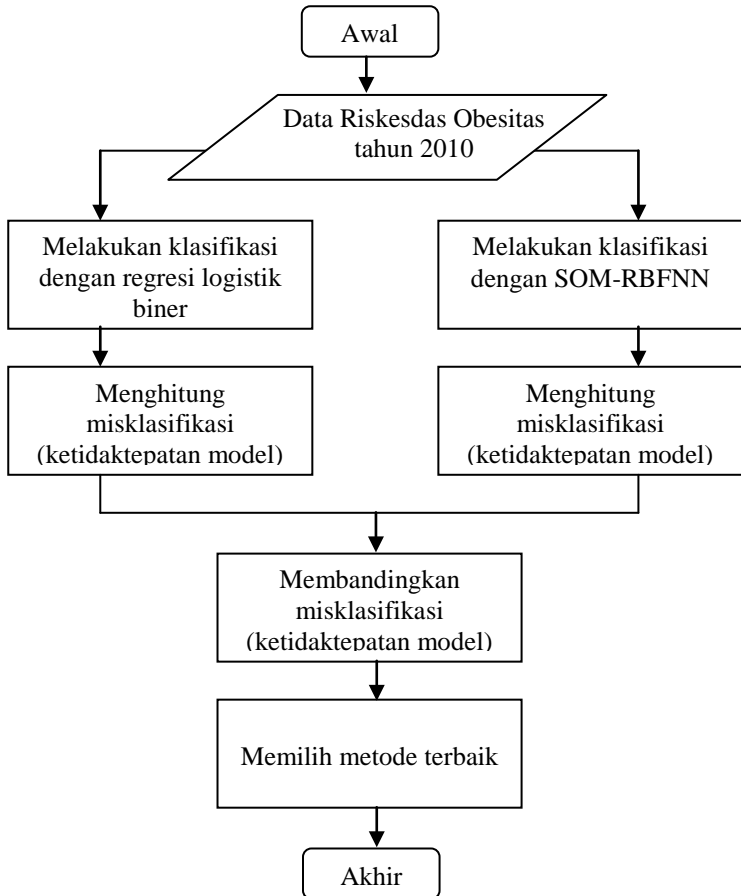 Awal
Data Riskesdas Obesitas
tahun 2010
Melakukan klasifikasi
dengan regresi logistik
biner
Melakukan klasifikasi
dengan SOM-RBFNN
Menghitung
misklasifikasi
(ketidaktepatan model)
Menghitung
misklasifikasi
(ketidaktepatan model)
Membandingkan
misklasifikasi
(ketidaktepatan model)
Memilih metode terbaik
Akhir